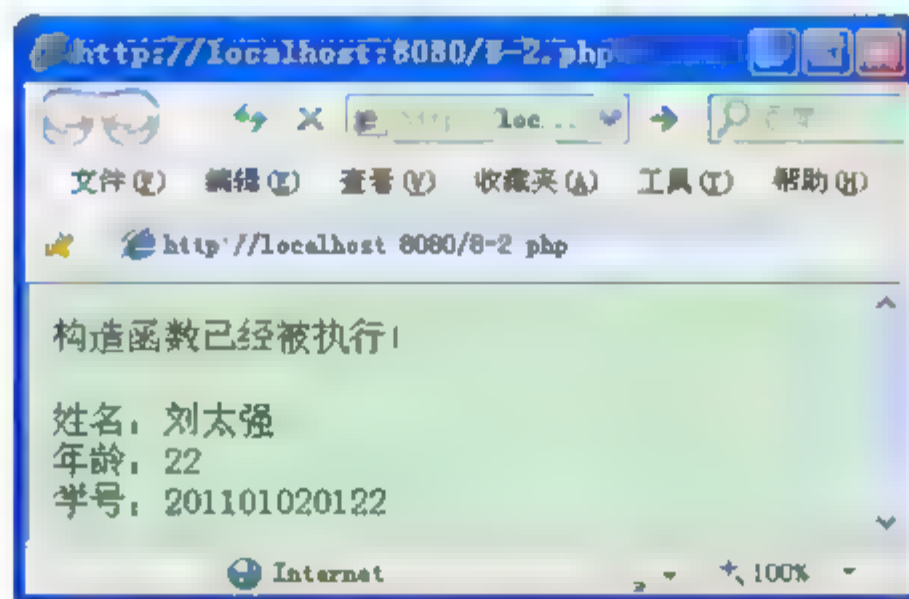 http://localhost:8080/8-2.php
loc...
文件(F) 编辑(E) 查看(V) 收藏夹(A) 工具(T) 帮助(H)
http://localhost 8080/8-2 php
构造函数已经被执行!
姓名: 刘太强
年龄: 22
学号: 201101020122
Internet
100%